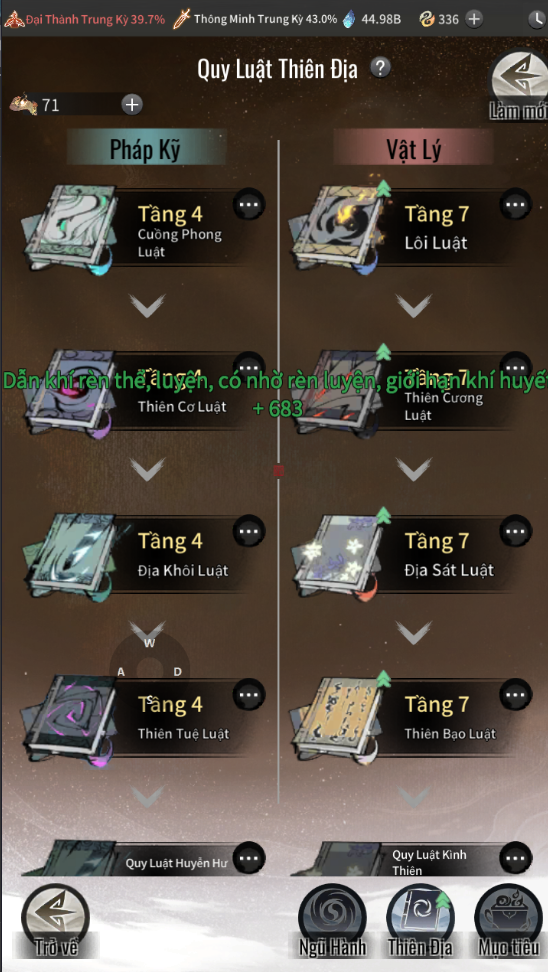 Đại Thành Trung Kỳ 39.7%
Thông Minh Trung Kỳ 43.0%
44.98B
336
Quy Luật Thiên Địa
?
71
Làm mới
Pháp Kỹ
Vật Lý
Tầng 4
Cuồng Phong
Luật
Tầng 7
Lôi Luật
Tầng 4
Thiên Cơ Luật
Tầng 7
Thiên Cương
Luật
Dẫn khí rèn thể, luyện, có nhờ rèn luyện, giới hạn khí huyết
+ 683
Tầng 4
Địa Khôi Luật
Tầng 7
Địa Sát Luật
W
A
D
S
Tầng 4
Thiên Tuệ Luật
Tầng 7
Thiên Bạo Luật
Quy Luật Huyền Hư
Quy Luật Kình
Thiên
Trở về
Ngũ Hành
Thiên Địa
Mục tiêu